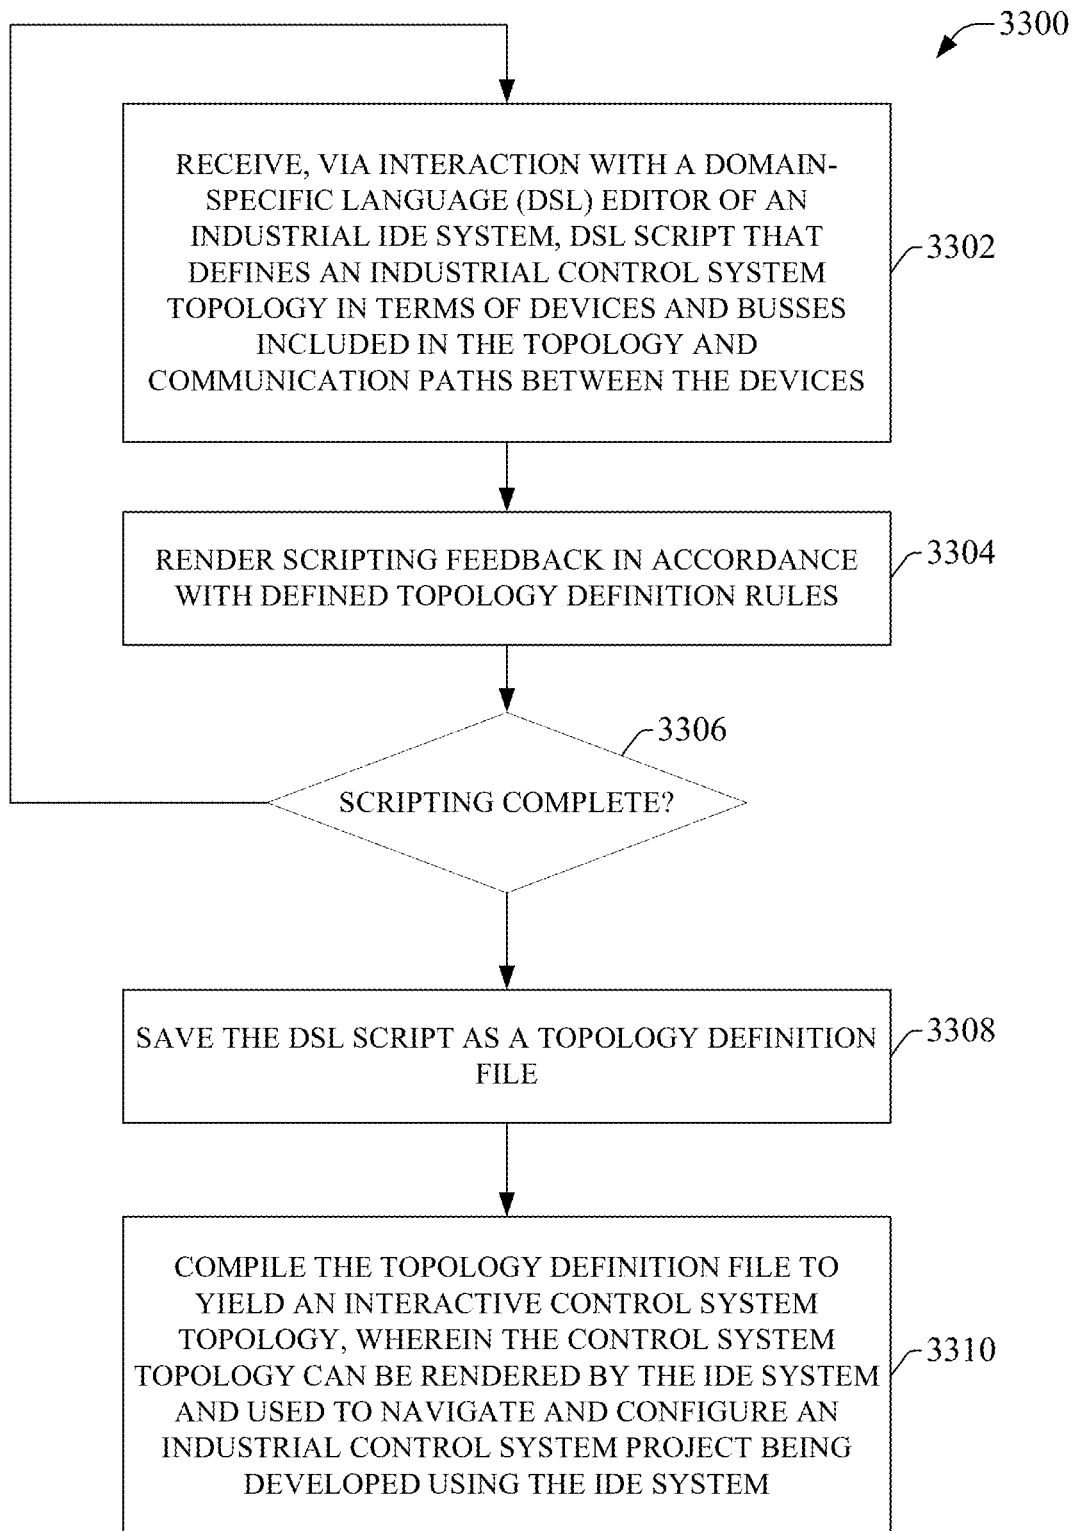 3300
RECEIVE, VIA INTERACTION WITH A DOMAIN-
SPECIFIC LANGUAGE (DSL) EDITOR OF AN
INDUSTRIAL IDE SYSTEM, DSL SCRIPT THAT
DEFINES AN INDUSTRIAL CONTROL SYSTEM
TOPOLOGY IN TERMS OF DEVICES AND BUSSES
INCLUDED IN THE TOPOLOGY AND
COMMUNICATION PATHS BETWEEN THE DEVICES
3302
RENDER SCRIPTING FEEDBACK IN ACCORDANCE
WITH DEFINED TOPOLOGY DEFINITION RULES
3304
3306
SCRIPTING COMPLETE?
SAVE THE DSL SCRIPT AS A TOPOLOGY DEFINITION
FILE
3308
COMPILE THE TOPOLOGY DEFINITION FILE TO
YIELD AN INTERACTIVE CONTROL SYSTEM
TOPOLOGY, WHEREIN THE CONTROL SYSTEM
TOPOLOGY CAN BE RENDERED BY THE IDE SYSTEM
AND USED TO NAVIGATE AND CONFIGURE AN
INDUSTRIAL CONTROL SYSTEM PROJECT BEING
DEVELOPED USING THE IDE SYSTEM
3310